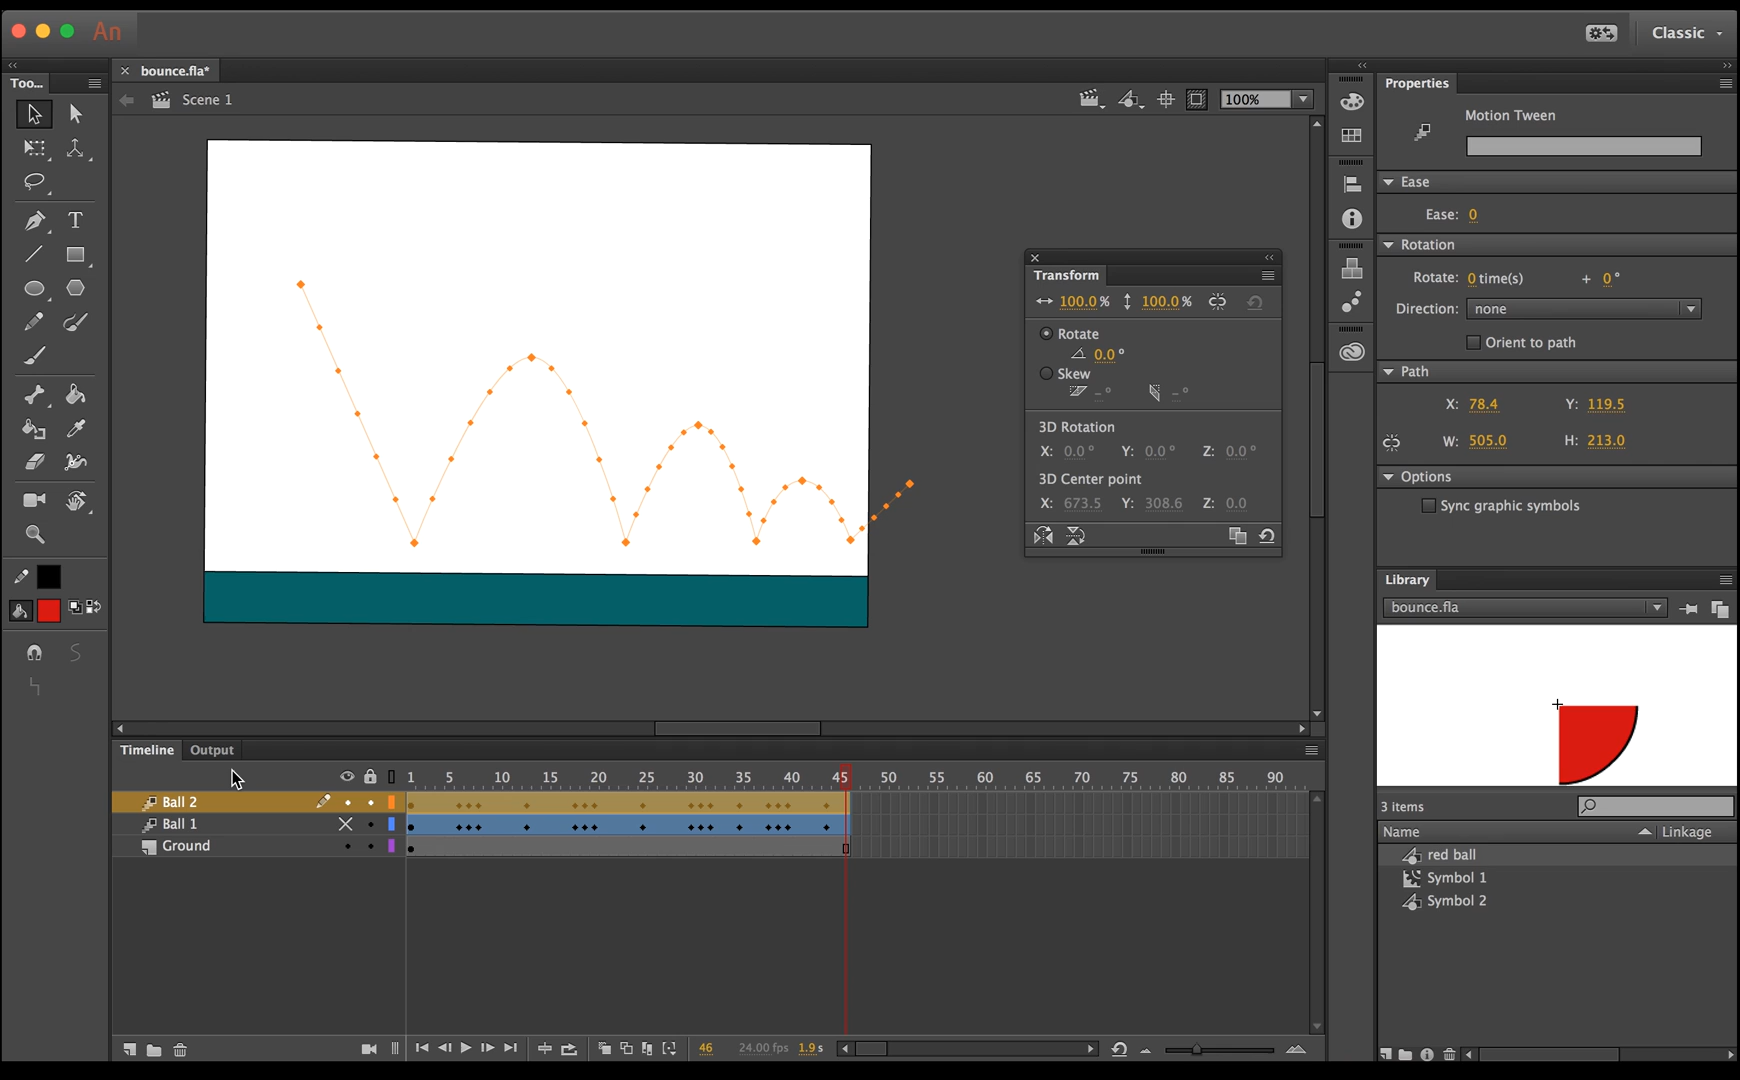 An
Classic
Too...
bounce.fla*
Scene 1
100%
Properties
Motion Tween
Ease
Ease: 0
Rotation
Rotate: 0 time(s) + 0 °
Direction: none
Orient to path
Path
X: 78.4 Y: 119.5
W: 505.0 H: 213.0
Options
Sync graphic symbols
Transform
100.0 % 100.0 %
Rotate
0.0 °
Skew
- ° - °
3D Rotation
X: 0.0 ° Y: 0.0 ° Z: 0.0 °
3D Center point
X: 673.5 Y: 308.6 Z: 0.0
T
Library
bounce.fla
3 items
Name Linkage
red ball
Symbol 1
Symbol 2
Timeline Output
1 5 10 15 20 25 30 35 40 45 50 55 60 65 70 75 80 85 90
Ball 2
Ball 1
Ground
46 24.00 fps 1.9 s